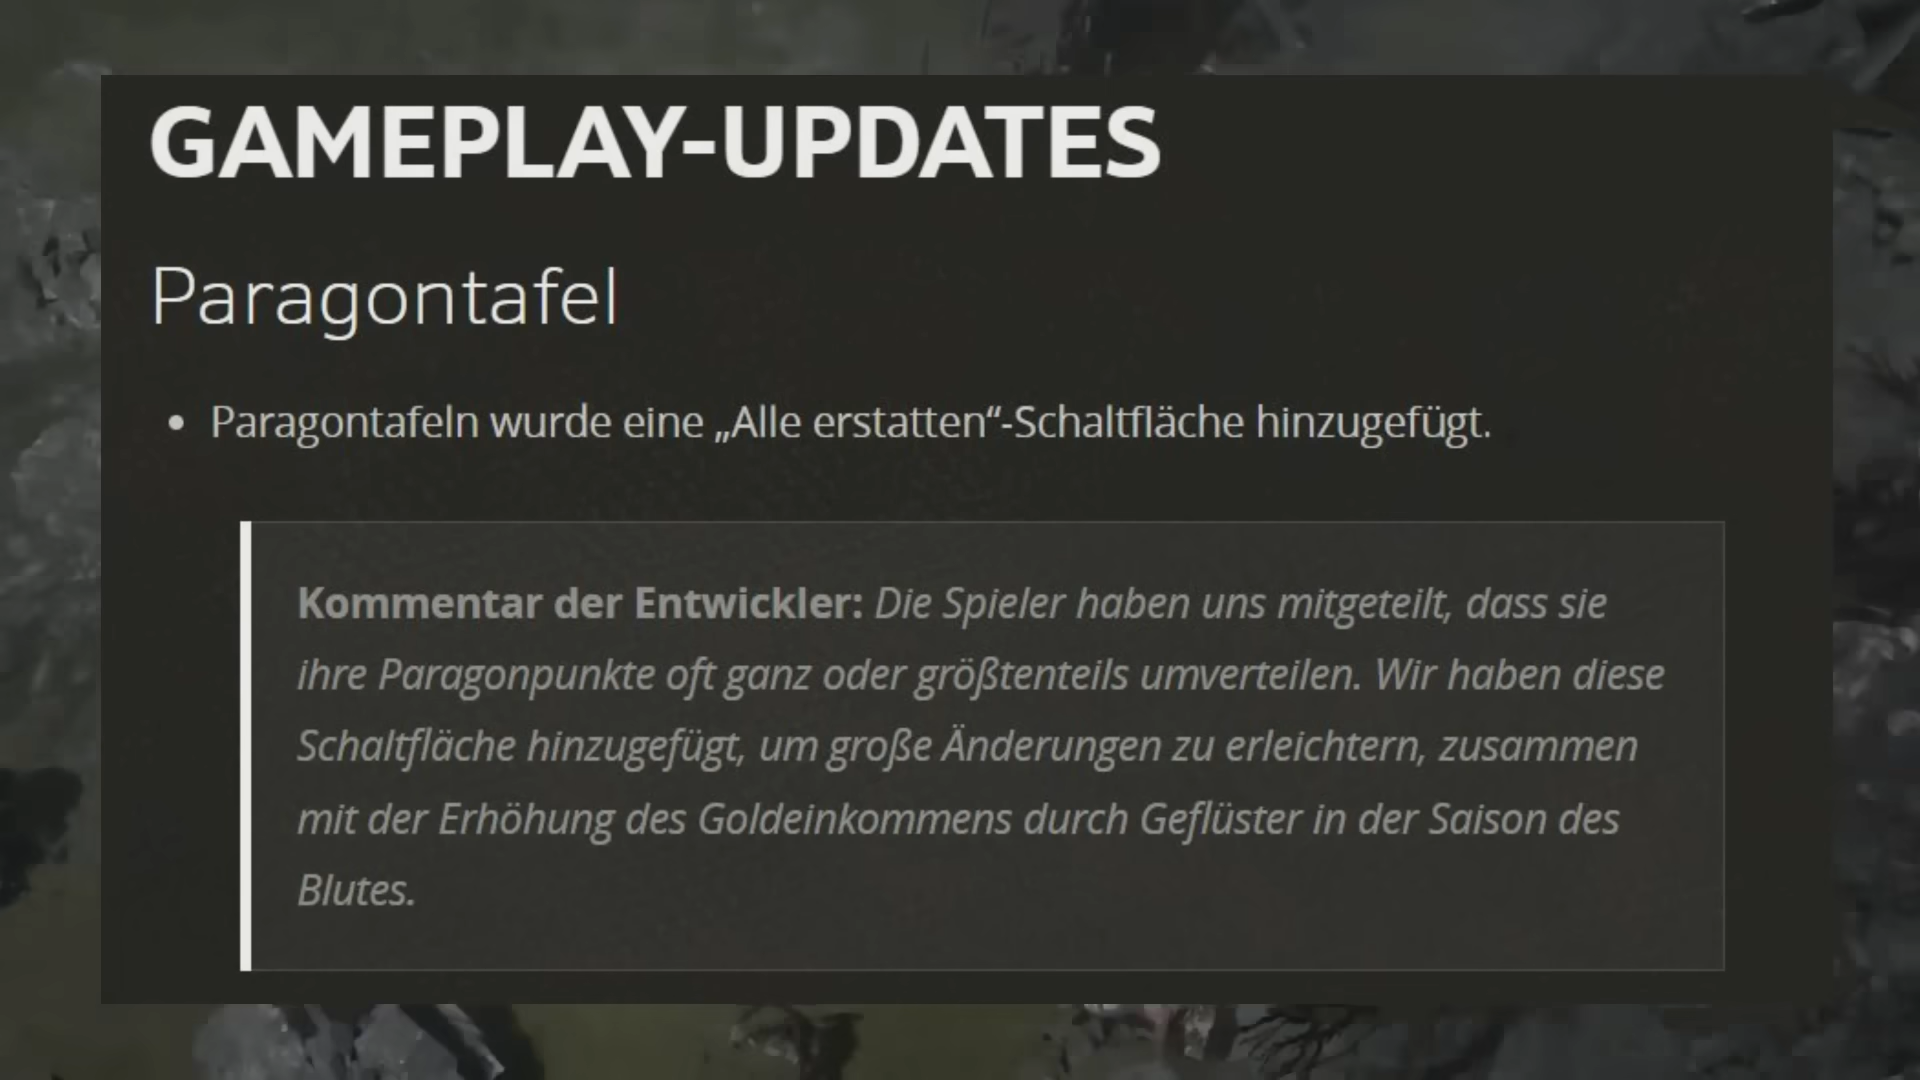 GAMEPLAY-UPDATES
Paragontafel
• Paragontafeln wurde eine „Alle erstatten“-Schaltfläche hinzugefügt.
Kommentar der Entwickler: Die Spieler haben uns mitgeteilt, dass sie
ihre Paragonpunkte oft ganz oder größtenteils umverteilen. Wir haben diese
Schaltfläche hinzugefügt, um große Änderungen zu erleichtern, zusammen
mit der Erhöhung des Goldeinkommens durch Geflüster in der Saison des
Blutes.